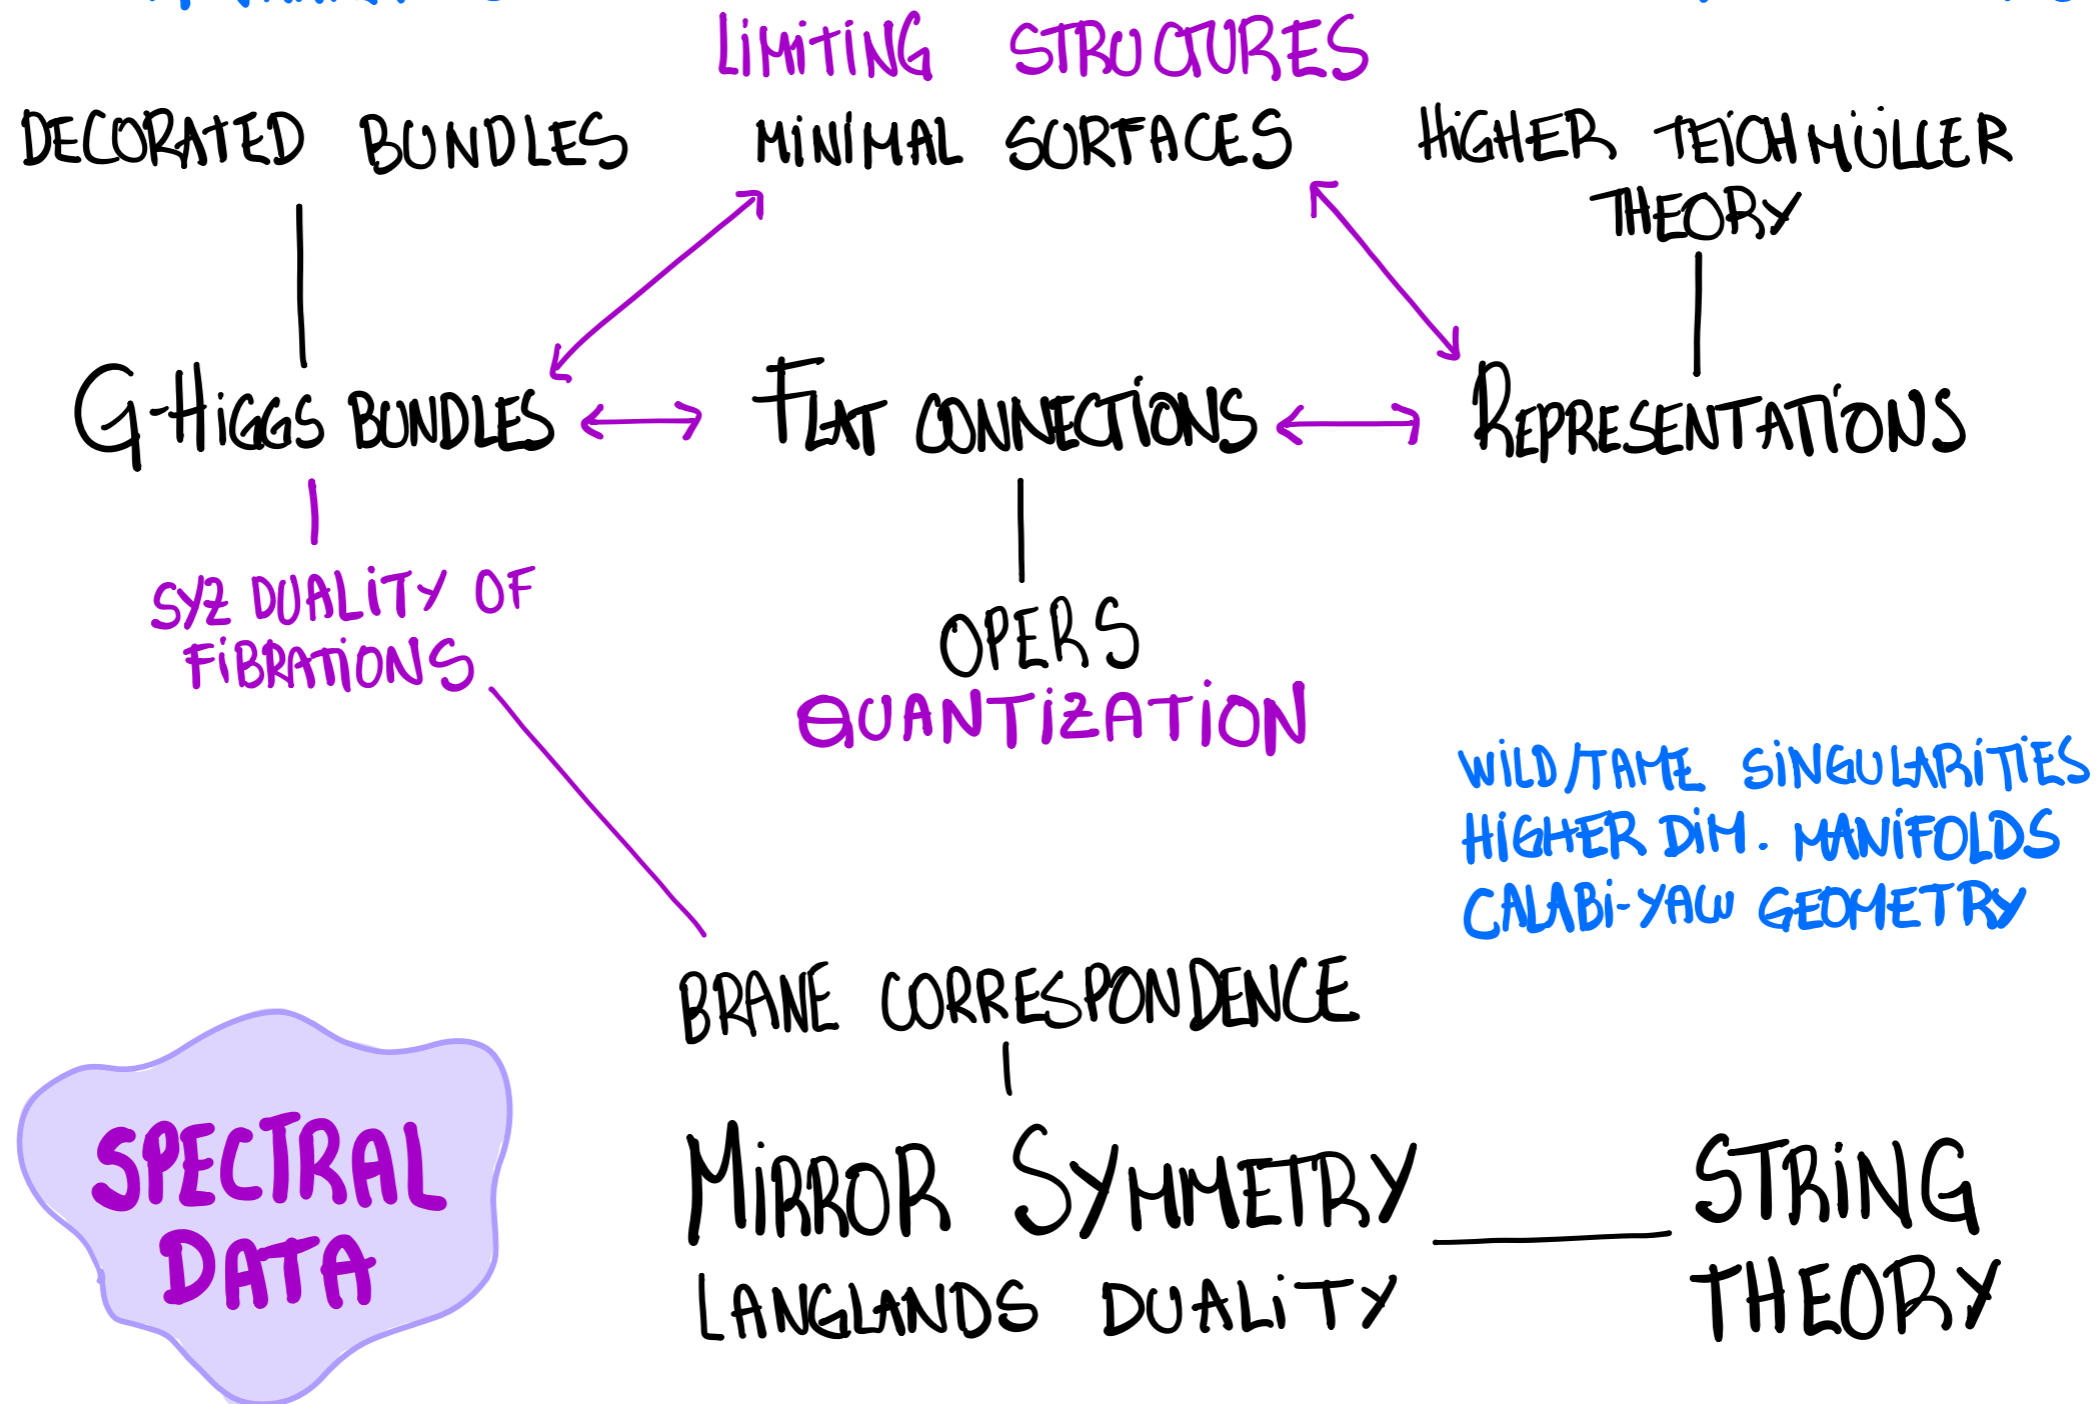 LIMITING STRUCTURES
DECORATED BUNDLES
MINIMAL SURFACES
HIGHER TEICHMÜLLER
THEORY
G-HIGGS BUNDLES
FLAT CONNECTIONS
REPRESENTATIONS
SYZ DUALITY OF
FIBRATIONS
OPERS
QUANTIZATION
WILD/TAME SINGULARITIES
HIGHER DIM. MANIFOLDS
CALABI-YAU GEOMETRY
BRANE CORRESPONDENCE
SPECTRAL
DATA
MIRROR SYMMETRY
LANGLANDS DUALITY
STRING
THEORY